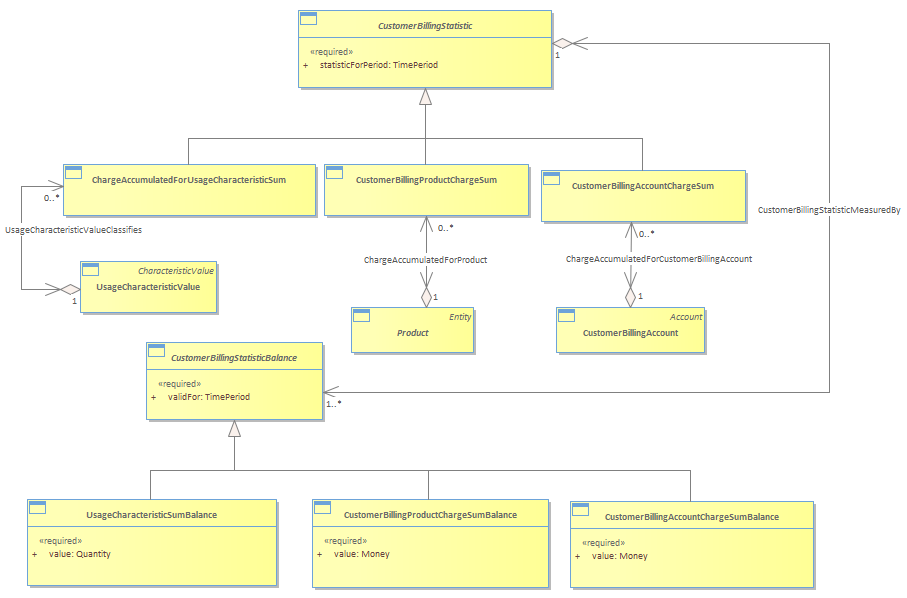 CustomerBillingStatistic
«required»
+ statisticForPeriod: TimePeriod
1
ChargeAccumulatedForUsageCharacteristicSum
CustomerBillingProductChargeSum
CustomerBillingAccountChargeSum
0..*
CustomerBillingStatisticMeasuredBy
UsageCharacteristicValueClassifies
0..*
0..*
ChargeAccumulatedForProduct
ChargeAccumulatedForCustomerBillingAccount
CharacteristicValue
UsageCharacteristicValue
1
1
1
Entity
Product
Account
CustomerBillingAccount
CustomerBillingStatisticBalance
«required»
+ validFor: TimePeriod
1..*
UsageCharacteristicSumBalance
«required»
+ value: Quantity
CustomerBillingProductChargeSumBalance
«required»
+ value: Money
CustomerBillingAccountChargeSumBalance
«required»
+ value: Money